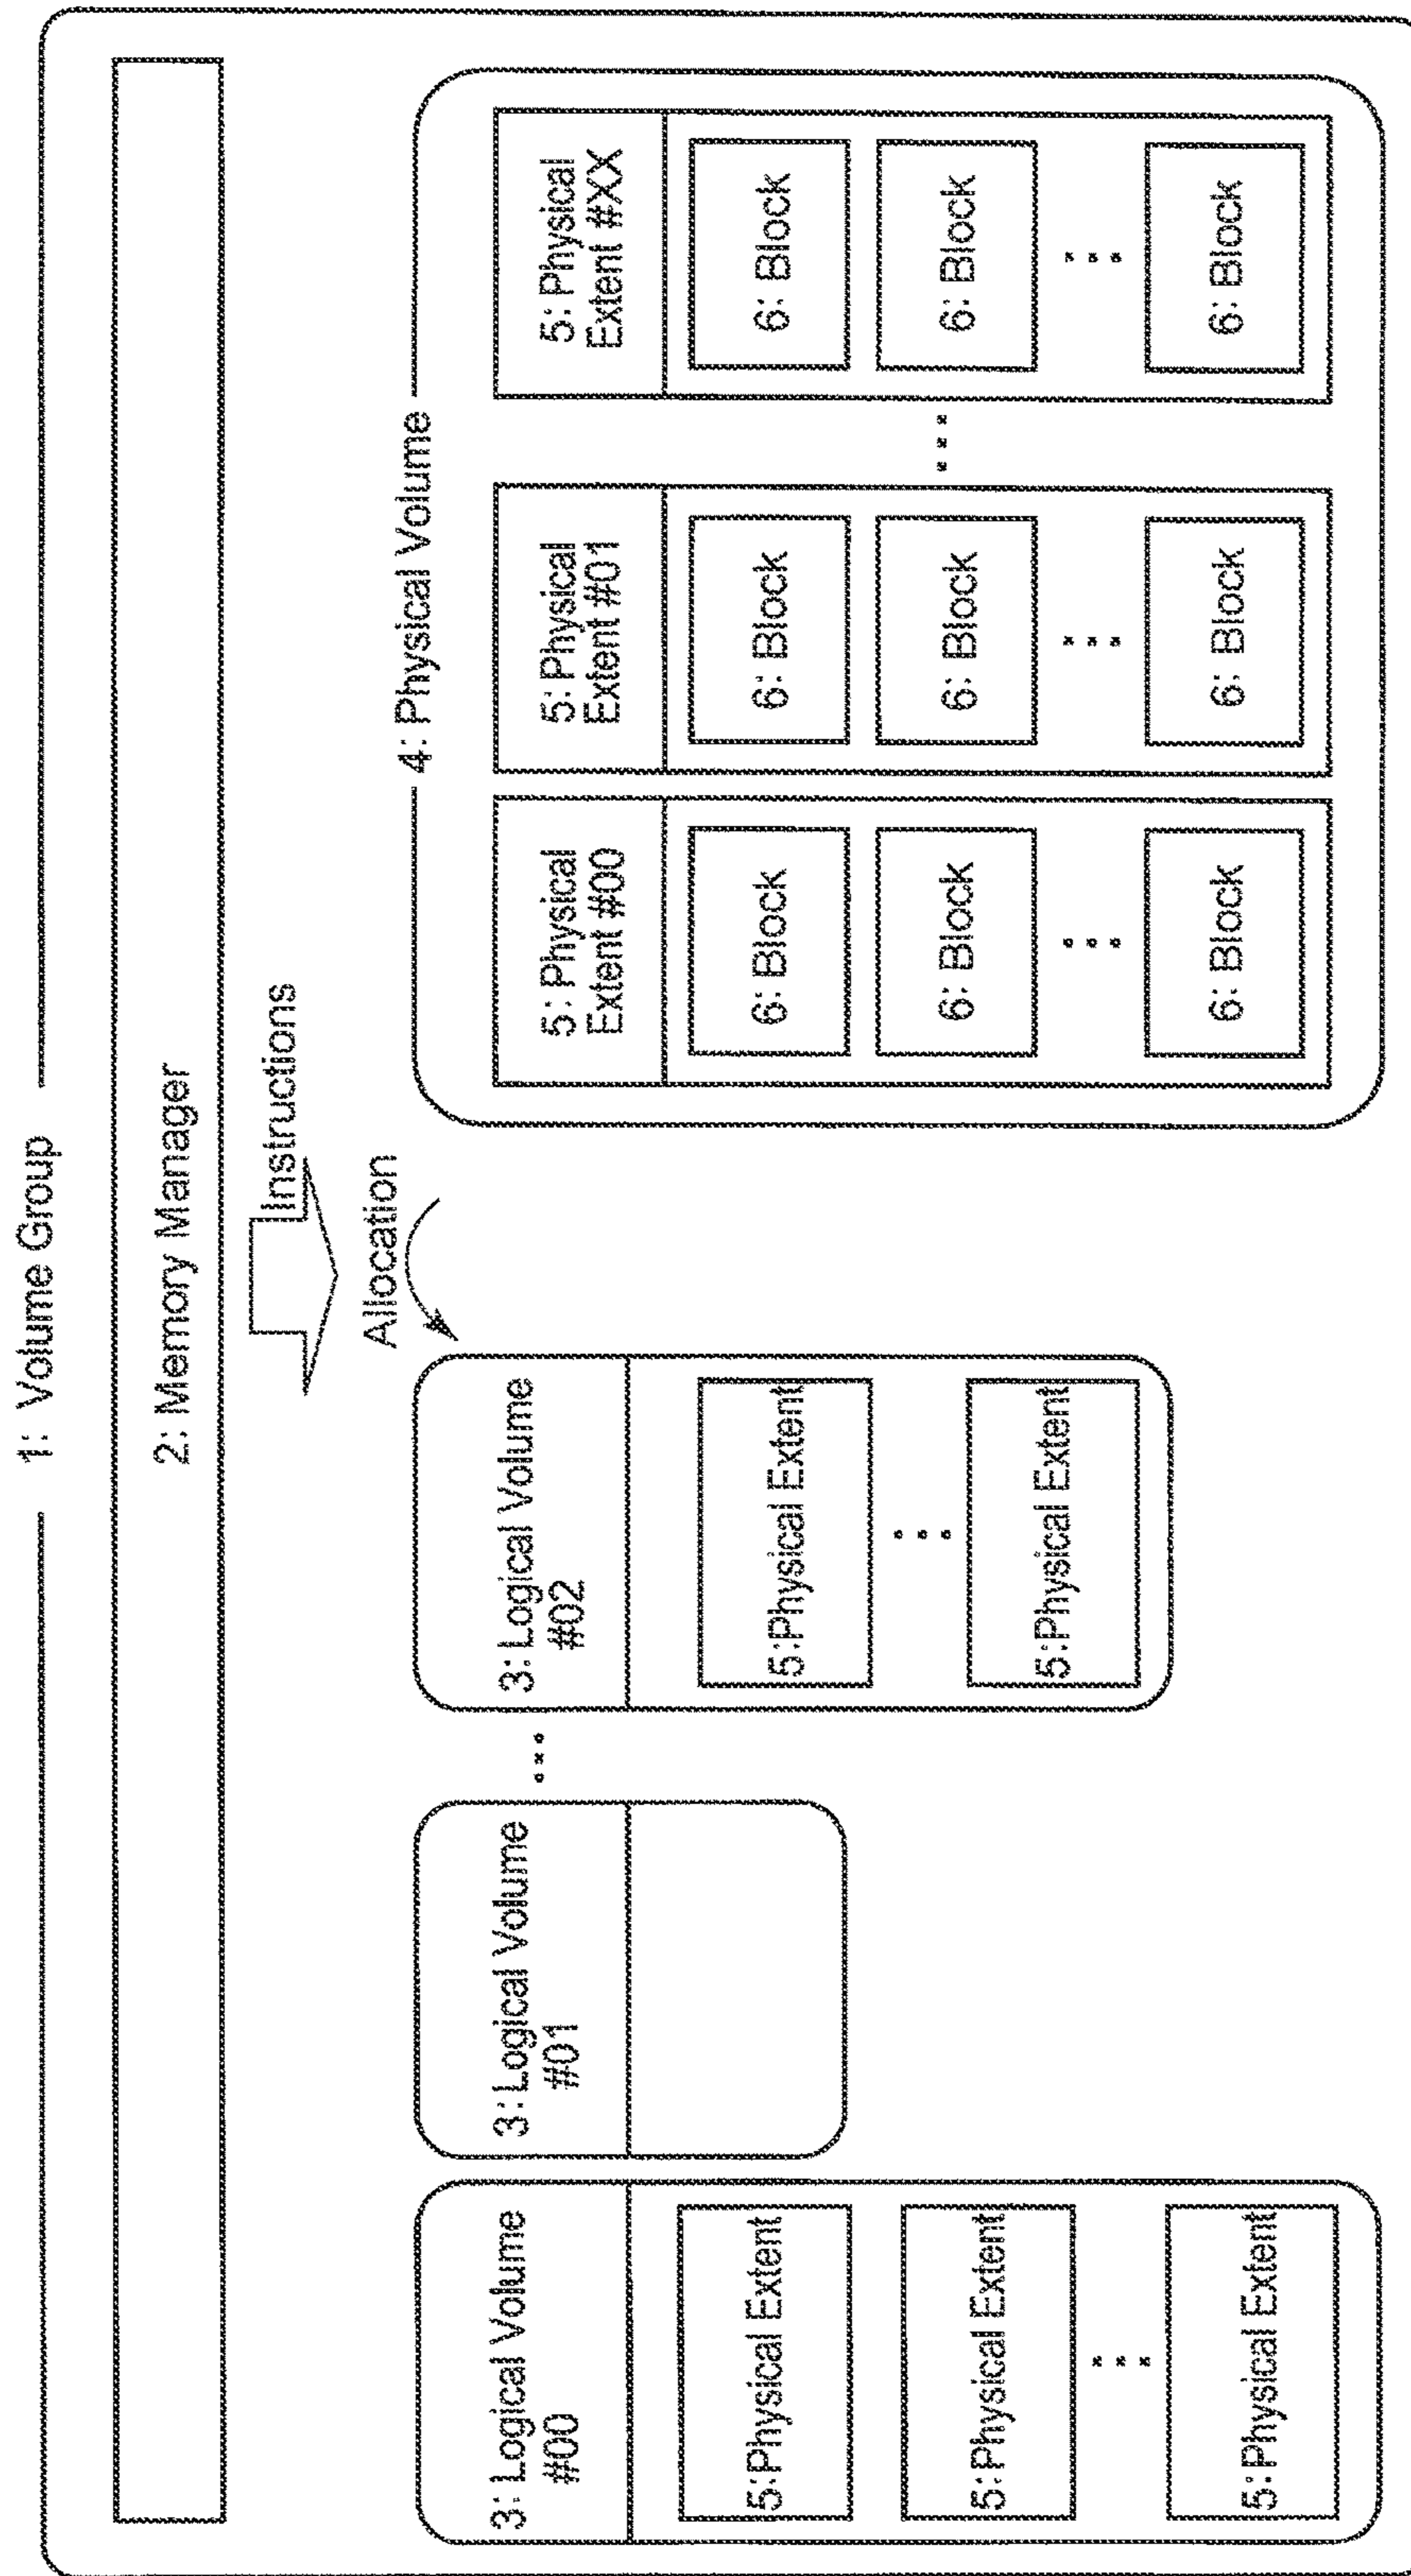 1: Volume Group
2: Memory Manager
Instructions
Allocation
3: Logical Volume
#00
5:Physical Extent
5:Physical Extent
...
5:Physical Extent
3: Logical Volume
#01
...
3: Logical Volume
#02
5:Physical Extent
...
5:Physical Extent
4: Physical Volume
5: Physical
Extent #00
6: Block
6: Block
...
6: Block
5: Physical
Extent #01
6: Block
6: Block
...
6: Block
...
5: Physical
Extent #XX
6: Block
6: Block
...
6: Block